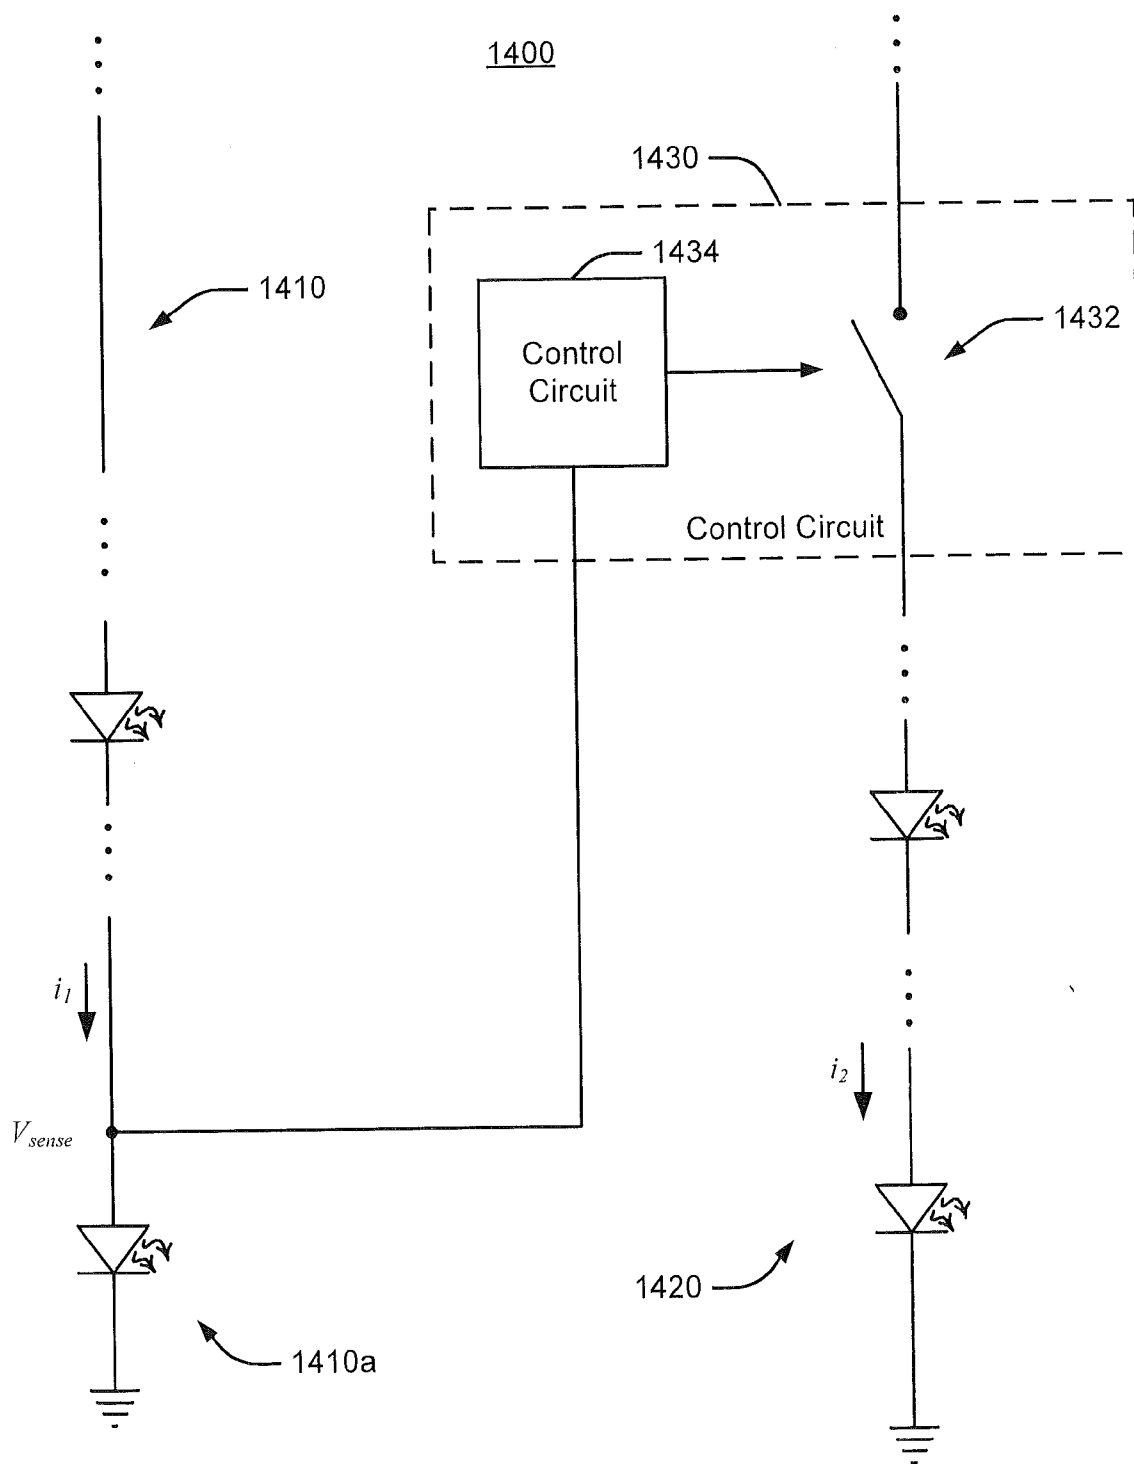 1400
1430
1434
1410
1432
Control
Circuit
Control Circuit
i1
i2
Vsense
1420
1410a